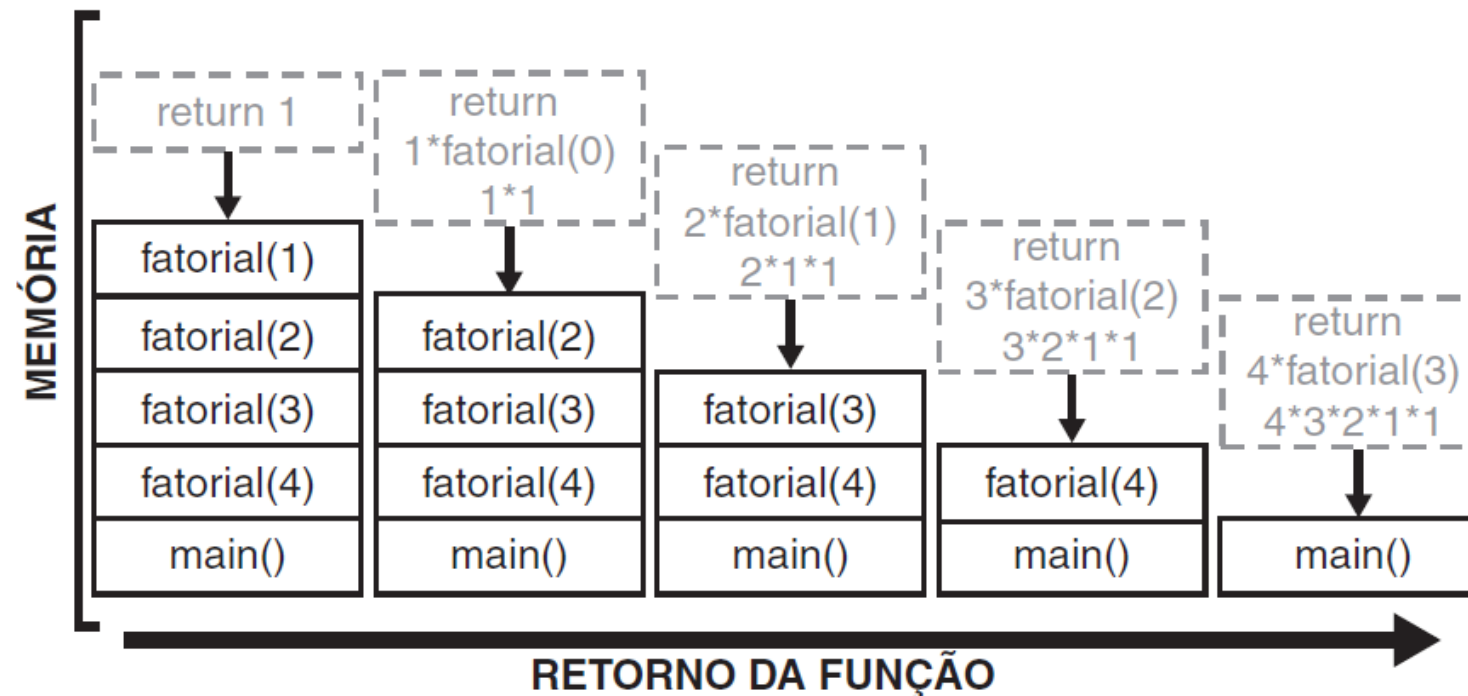 MEMÓRIA
return 1
fatorial(1)
fatorial(2)
fatorial(3)
fatorial(4)
main()
return
1*fatorial(0)
1*1
fatorial(2)
fatorial(3)
fatorial(4)
main()
return
2*fatorial(1)
2*1*1
fatorial(3)
fatorial(4)
main()
return
3*fatorial(2)
3*2*1*1
fatorial(4)
main()
return
4*fatorial(3)
4*3*2*1*1
main()
RETORNO DA FUNÇÃO